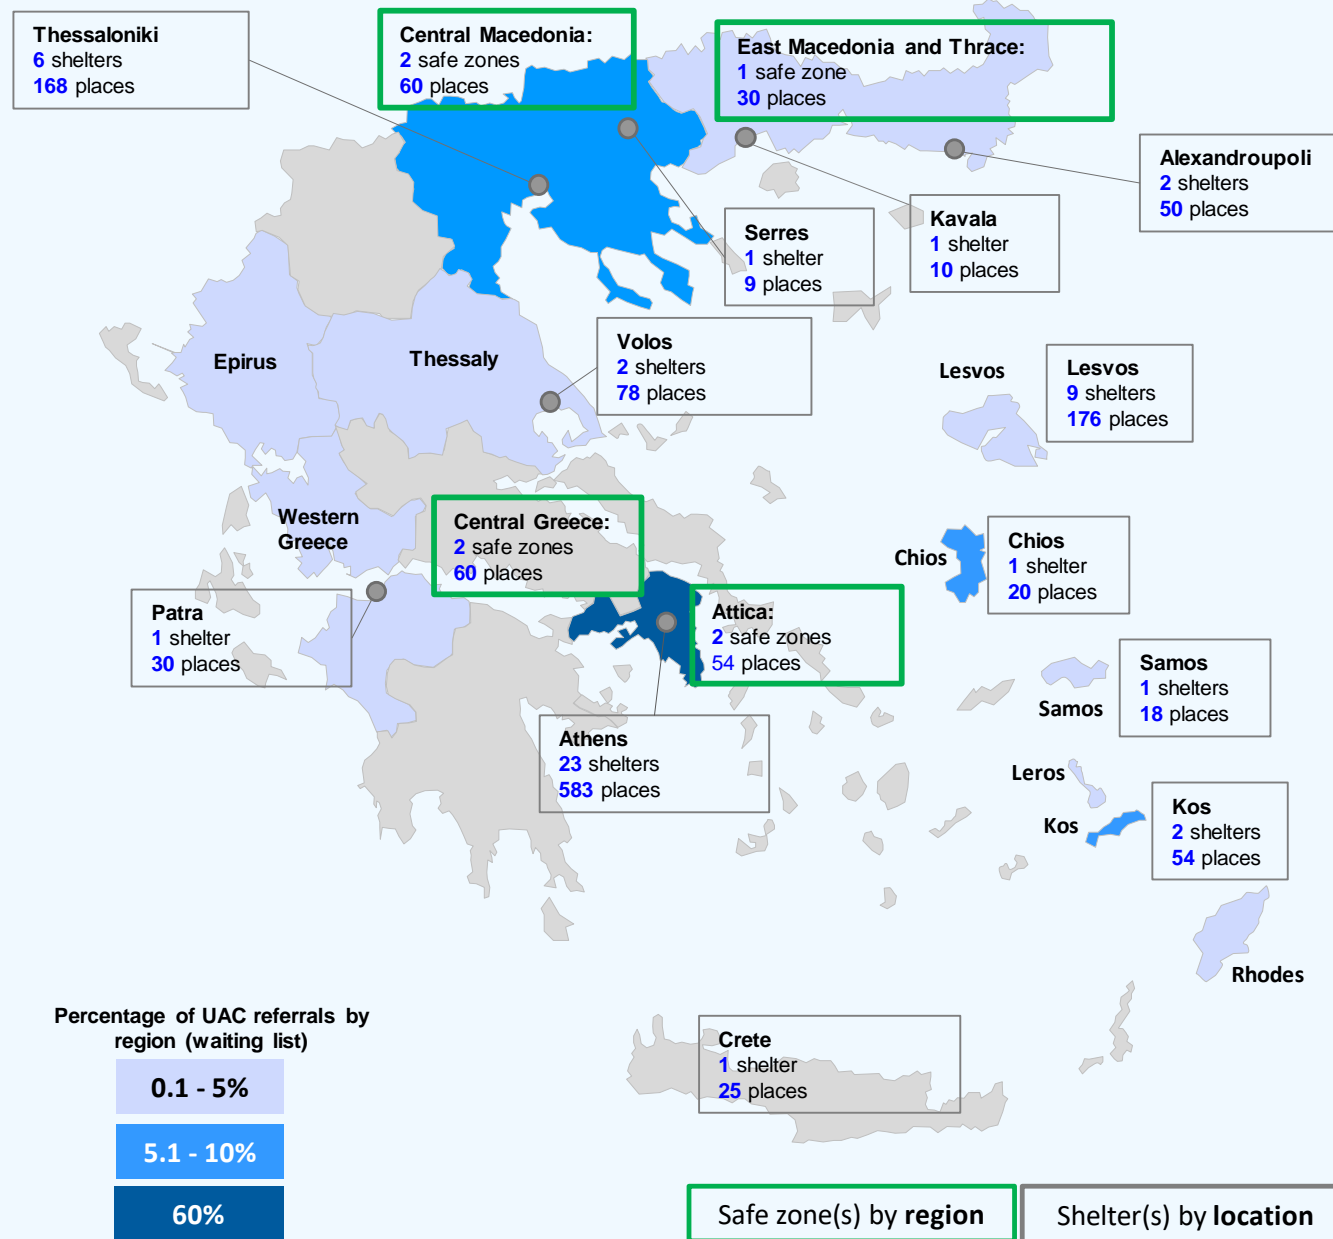 Thessaloniki
6 shelters
168 places
Central Macedonia:
2 safe zones
60 places
East Macedonia and Thrace:
1 safe zone
30 places
Alexandroupoli
2 shelters
50 places
Kavala
1 shelter
10 places
Serres
1 shelter
9 places
Volos
2 shelters
78 places
Epirus
Thessaly
Lesvos
Lesvos
9 shelters
176 places
Western
Greece
Central Greece:
2 safe zones
60 places
Chios
Chios
1 shelter
20 places
Patra
1 shelter
30 places
Attica:
2 safe zones
54 places
Samos
Samos
1 shelters
18 places
Athens
23 shelters
583 places
Leros
Kos
Kos
2 shelters
54 places
Rhodes
Crete
1 shelter
25 places
Percentage of UAC referrals by
region (waiting list)
0.1 - 5%
5.1 - 10%
60%
Safe zone(s) by region
Shelter(s) by location